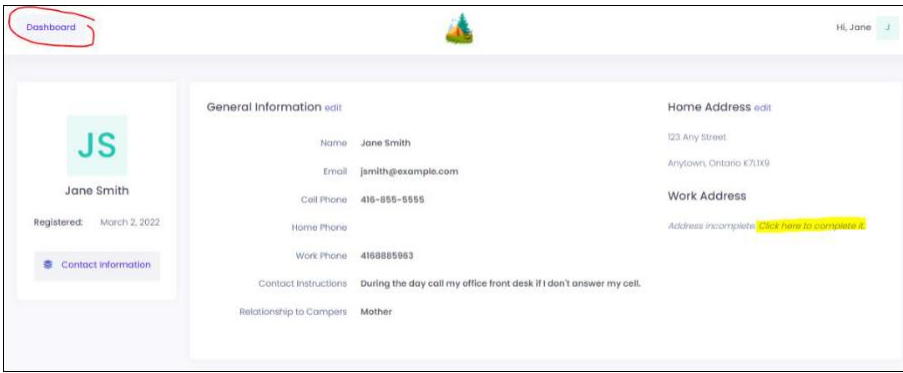 Dashboard
Hi, Jane J
JS
Jane Smith
Registered: March 2, 2022
Contact Information
General Information edit
Name Jane Smith
Email jsmith@example.com
Cell Phone 416-855-5555
Home Phone
Work Phone 4168885963
Contact Instructions During the day call my office front desk if I don't answer my cell.
Relationship to Campers Mother
Home Address edit
123 Any Street
Anytown, Ontario K7L1X9
Work Address
Address incomplete. Click here to complete it.